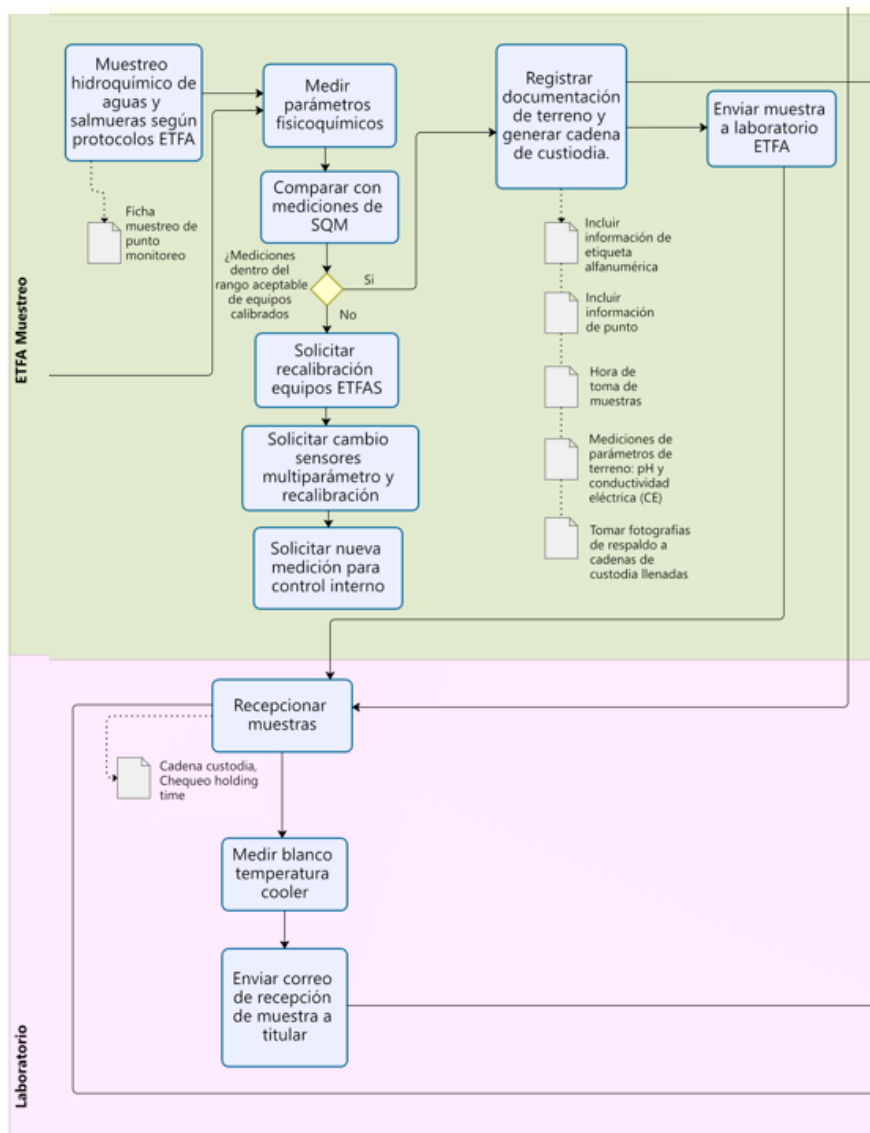 Muestreo
hidroquímico de
aguas y
salmueras según
protocolos ETFA
Medir
parámetros
fisicoquímicos
Registrar
documentación
de terreno y
generar cadena
de custiodia.
Enviar muestra
a laboratorio
ETFA
Comparar con
mediciones de
SQM
Ficha
muestreo de
punto
monitoreo
¿Mediciones
dentro del
rango aceptable
de equipos
calibrados
Si
No
Incluir
información de
etiqueta
alfanumérica
Incluir
información
de punto
Hora de
toma de
muestras
Mediciones de
parámetros de
terreno: pH y
conductividad
eléctrica (CE)
Tomar fotografías
de respaldo a
cadenas de
custodia llenadas
Solicitar
recalibración
equipos ETFAS
Solicitar cambio
sensores
multiparámetro y
recalibración
Solicitar nueva
medición para
control interno
ETFA Muestreo
Recepcionar
muestras
Cadena custodia,
Chequeo holding
time
Medir blanco
temperatura
cooler
Enviar correo
de recepción
de muestra a
titular
Laboratorio